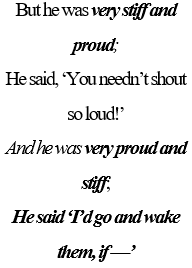 But he was very stiff and
proud;
He said, ‘You needn’t shout
so loud!’
And he was very proud and
stiff;
He said ‘I’d go and wake
them, if —’